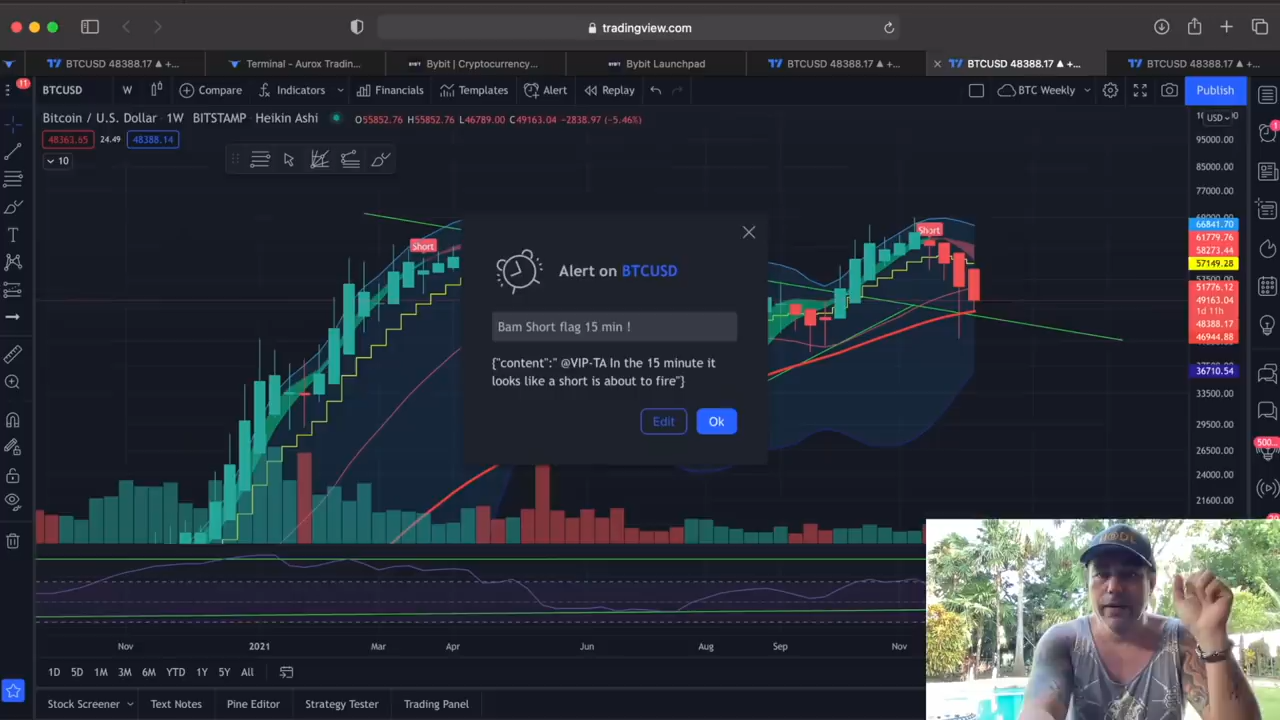 tradingview.com
BTCUSD 48388.17 ▲ +...
Terminal - Aurox Tradin...
BYBIT Bybit | Cryptocurrency...
BYBIT Bybit Launchpad
BTCUSD 48388.17 ▲ +...
BTCUSD 48388.17 ▲ +...
BTCUSD 48388.17 ▲ +...
11
BTCUSD
W
Compare
Indicators
Financials
Templates
Alert
Replay
BTC Weekly
Publish
Bitcoin / U.S. Dollar 1W BITSTAMP Heikin Ashi
O55852.76 H55852.76 L46789.00 C49163.04 −2838.97 (−5.46%)
48363.65 24.49 48388.14
10
USD
95000.00
85000.00
77000.00
66841.70
61779.76
58273.44
57149.28
51776.12
49163.04
1d 11h
48388.17
46944.88
36710.54
33500.00
29500.00
26500.00
24000.00
21600.00
Short
Short
Alert on BTCUSD
Bam Short flag 15 min !
{"content":" @VIP-TA In the 15 minute it
looks like a short is about to fire"}
Edit
Ok
500...
Nov 2021 Mar Apr Jun Aug Sep Nov
1D 5D 1M 3M 6M YTD 1Y 5Y All
Stock Screener
Text Notes
Pine Editor
Strategy Tester
Trading Panel